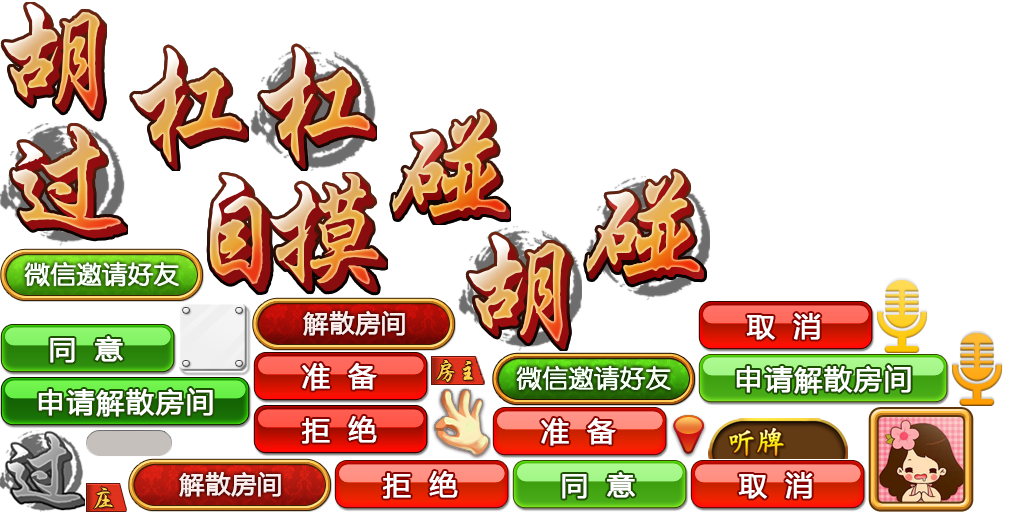 胡
杠
杠
过
碰
自摸
碰
胡
微信邀请好友
解散房间
取 消
同 意
准 备
房主
微信邀请好友
申请解散房间
申请解散房间
拒 绝
准 备
听牌
过
庄
解散房间
拒 绝
同 意
取 消